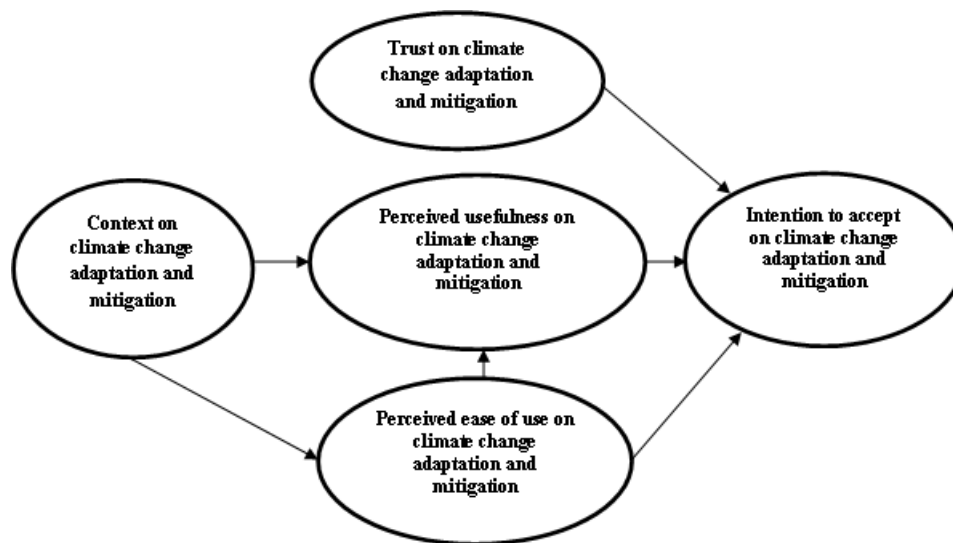 Trust on climate
change adaptation
and mitigation
Context on
climate change
adaptation and
mitigation
Perceived usefulness on
climate change
adaptation and
mitigation
Intention to accept
on climate change
adaptation and
mitigation
Perceived ease of use on
climate change
adaptation and
mitigation